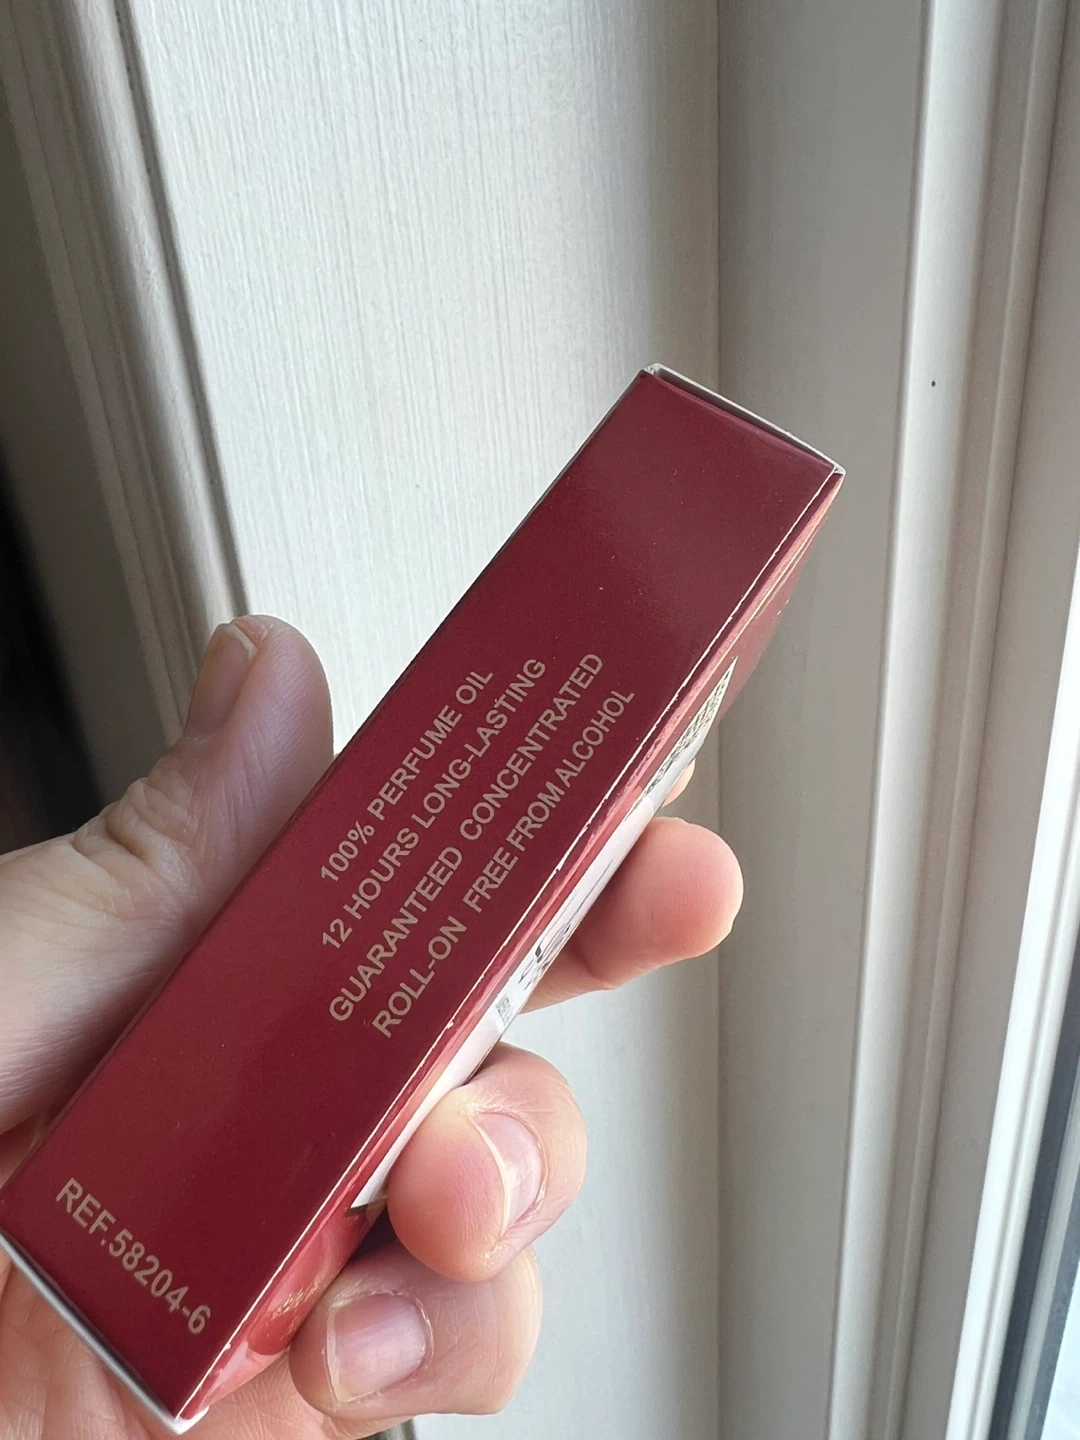 100% PERFUME OIL
12 HOURS LONG-LASTING
GUARANTEED CONCENTRATED
ROLL-ON FREE FROM ALCOHOL
REF.58204-6